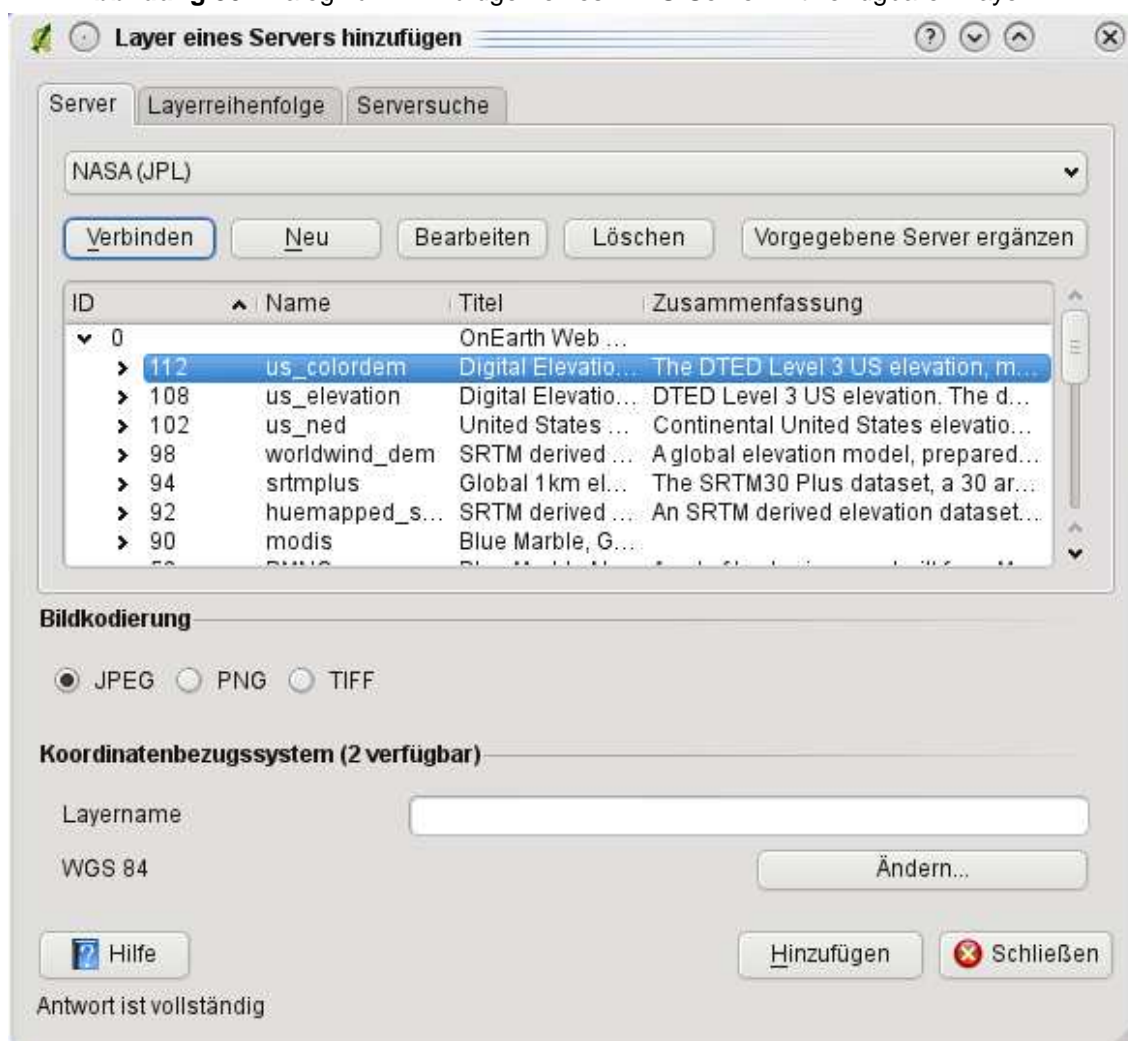 Layer eines Servers hinzufügen
Server Layerreihenfolge Serversuche
NASA (JPL)
Verbinden Neu Bearbeiten Löschen Vorgegebene Server ergänzen
ID Name Titel Zusammenfassung
0 OnEarth Web ...
112 us_colordem Digital Elevatio... The DTED Level 3 US elevation, m...
108 us_elevation Digital Elevatio... DTED Level 3 US elevation. The d...
102 us_ned United States ... Continental United States elevatio...
98 worldwind_dem SRTM derived ... A global elevation model, prepared...
94 srtmplus Global 1km el... The SRTM30 Plus dataset, a 30 ar...
92 huemapped_s... SRTM derived ... An SRTM derived elevation dataset...
90 modis Blue Marble, G...
Bildkodierung
JPEG PNG TIFF
Koordinatenbezugssystem (2 verfügbar)
Layername
WGS 84 Ändern...
Hilfe Hinzufügen Schließen
Antwort ist vollständig